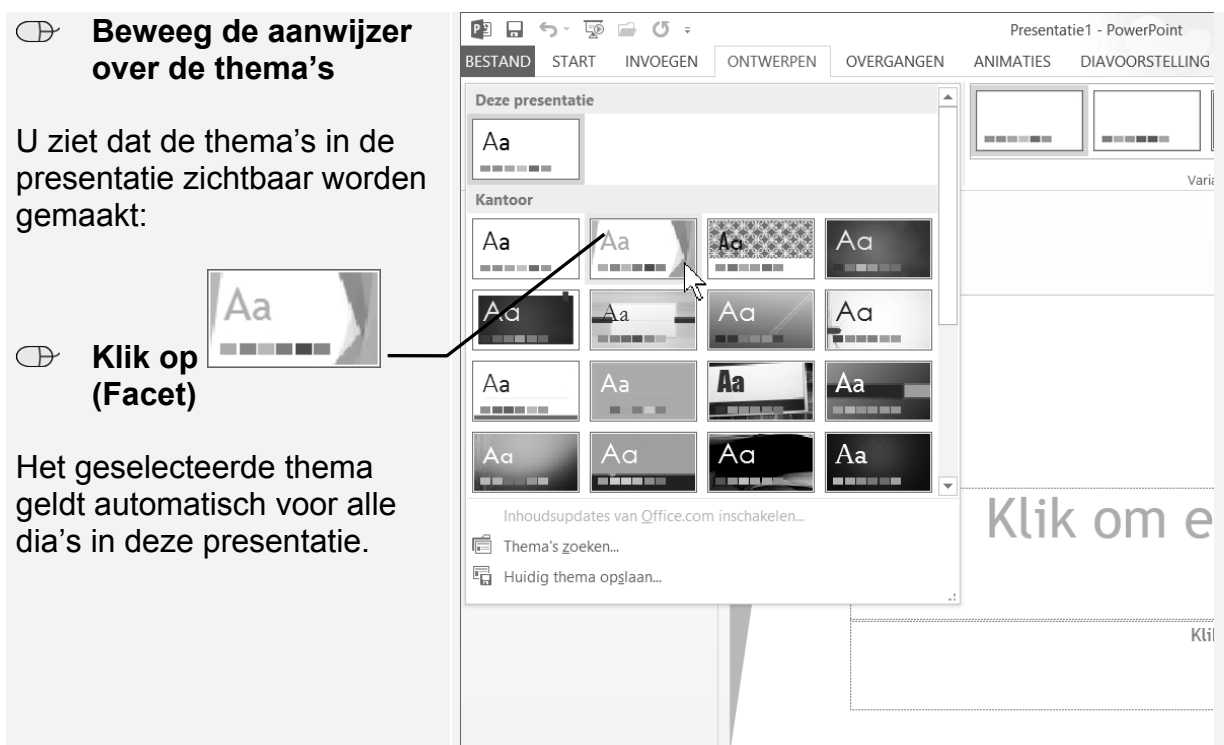 Beweeg de aanwijzer
over de thema's
U ziet dat de thema's in de
presentatie zichtbaar worden
gemaakt:
Aa
Klik op
(Facet)
Het geselecteerde thema
geldt automatisch voor alle
dia's in deze presentatie.
Presentatie1 - PowerPoint
BESTAND START INVOEGEN ONTWERPEN OVERGANGEN ANIMATIES DIAVOORSTELLING
Deze presentatie
Aa
Varia
Kantoor
Aa Aa Aa Aa
Aa Aa Aa Aa
Aa Aa Aa Aa
Aa Aa Aa Aa
Inhoudsupdates van Office.com inschakelen...
Thema's zoeken...
Huidig thema opslaan...
Klik om e
Kli